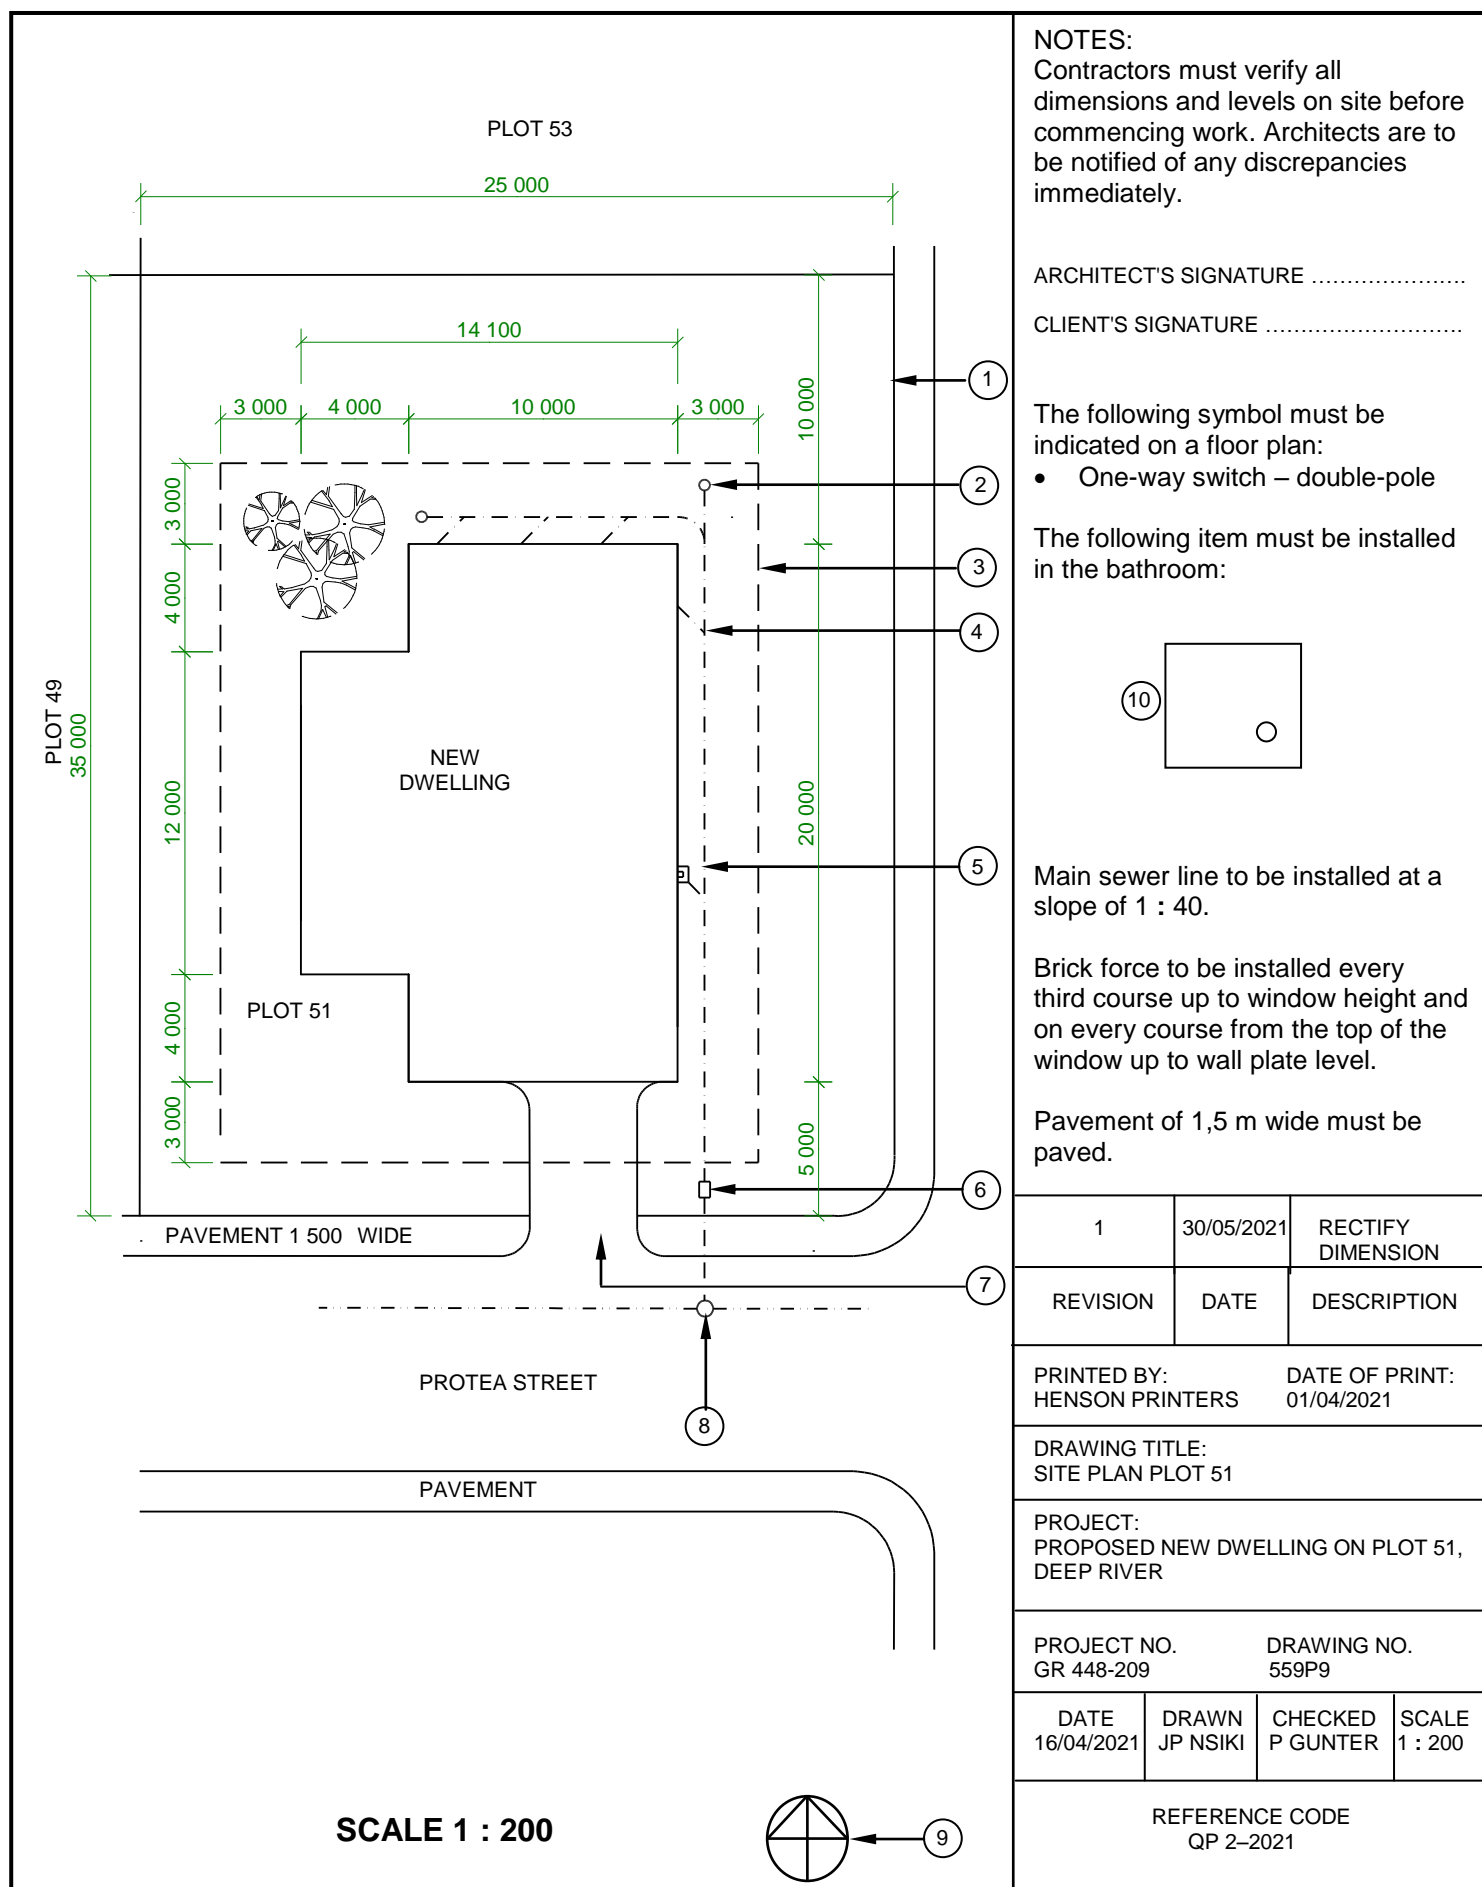 PLOT 53
25 000
14 100
3 000
4 000
10 000
3 000
10 000
1
2
3 000
3
4 000
4
PLOT 49
35 000
NEW
DWELLING
12 000
20 000
5
PLOT 51
4 000
3 000
5 000
6
PAVEMENT 1 500 WIDE
7
PROTEA STREET
8
PAVEMENT
SCALE 1 : 200
9
NOTES:
Contractors must verify all
dimensions and levels on site before
commencing work. Architects are to
be notified of any discrepancies
immediately.
ARCHITECT'S SIGNATURE ......................
CLIENT'S SIGNATURE ............................
The following symbol must be
indicated on a floor plan:
• One-way switch – double-pole
The following item must be installed
in the bathroom:
10
Main sewer line to be installed at a
slope of 1 : 40.
Brick force to be installed every
third course up to window height and
on every course from the top of the
window up to wall plate level.
Pavement of 1,5 m wide must be
paved.
1 30/05/2021 RECTIFY
DIMENSION
REVISION DATE DESCRIPTION
PRINTED BY: DATE OF PRINT:
HENSON PRINTERS 01/04/2021
DRAWING TITLE:
SITE PLAN PLOT 51
PROJECT:
PROPOSED NEW DWELLING ON PLOT 51,
DEEP RIVER
PROJECT NO. DRAWING NO.
GR 448-209 559P9
DATE DRAWN CHECKED SCALE
16/04/2021 JP NSIKI P GUNTER 1 : 200
REFERENCE CODE
QP 2–2021